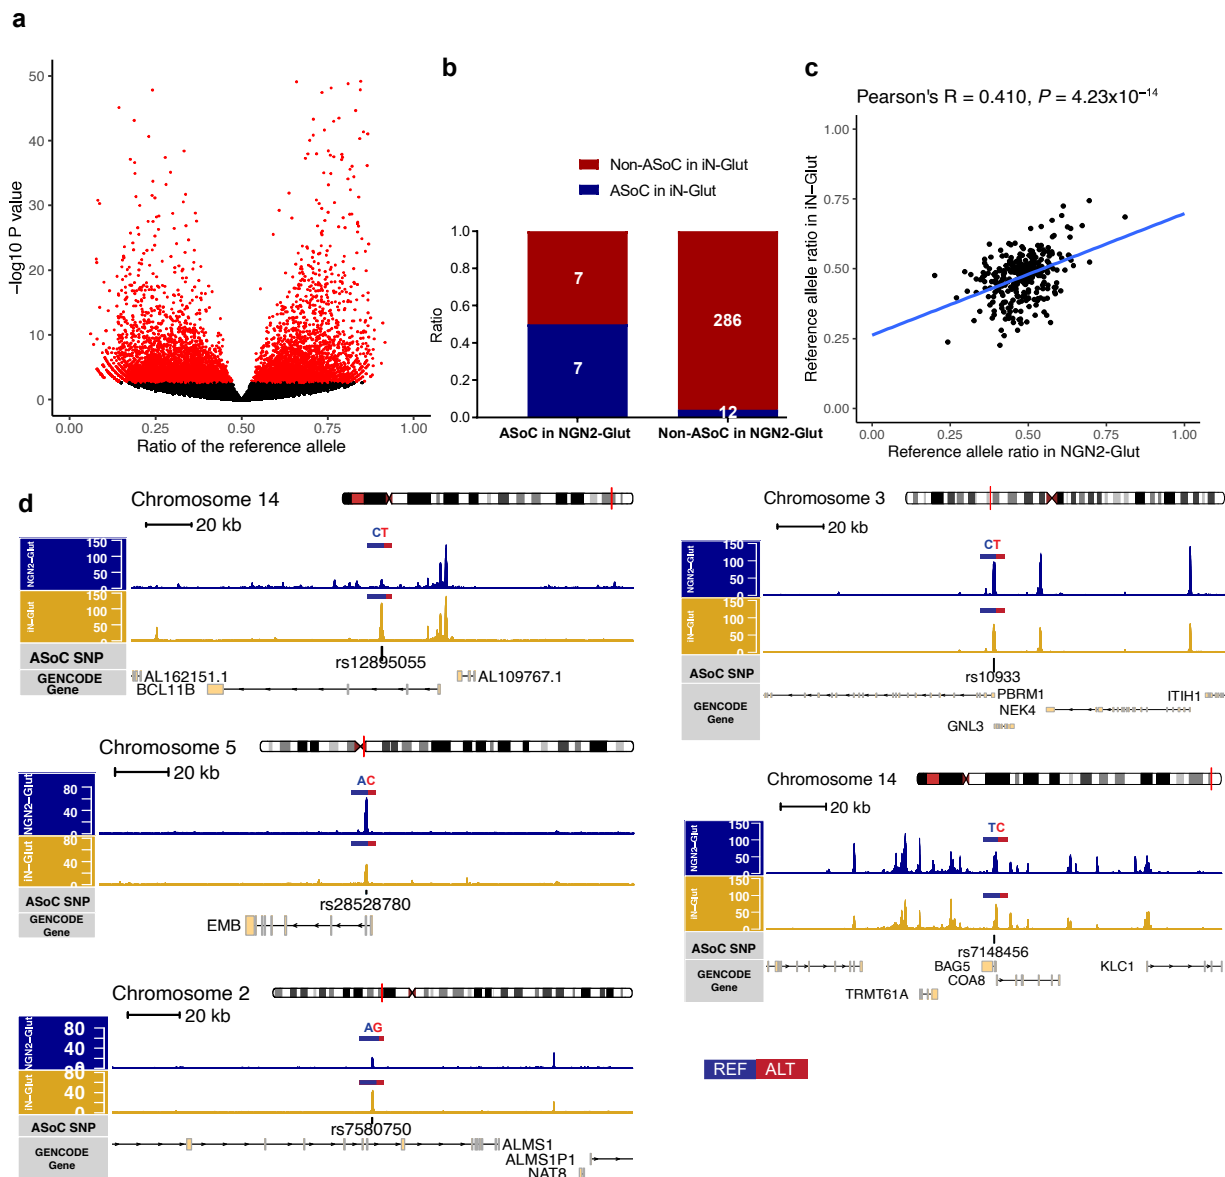 a
50
40
30
20
10
0
−log10 P value
0.00 0.25 0.50 0.75 1.00
Ratio of the reference allele
b
Non-ASoC in iN-Glut
ASoC in iN-Glut
1.0
0.8
0.6
0.4
0.2
0.0
Ratio
7
7
286
12
ASoC in NGN2-Glut Non-ASoC in NGN2-Glut
c
Pearson's R = 0.410, P = 4.23x10⁻¹⁴
1.00
0.75
0.50
0.25
0.00
Reference allele ratio in iN−Glut
0.00 0.25 0.50 0.75 1.00
Reference allele ratio in NGN2-Glut
d
Chromosome 14
20 kb
CT
NGN2−Glut
150
100
50
0
iN−Glut
150
100
50
0
ASoC SNP
rs12895055
GENCODE
Gene
AL162151.1
BCL11B
AL109767.1
Chromosome 5
20 kb
AC
NGN2−Glut
80
40
0
iN−Glut
80
40
0
ASoC SNP
rs28528780
GENCODE
Gene
EMB
Chromosome 2
20 kb
AG
NGN2−Glut
80
40
0
iN−Glut
80
40
0
ASoC SNP
rs7580750
GENCODE
Gene
ALMS1
ALMS1P1
NAT8
Chromosome 3
20 kb
CT
NGN2−Glut
150
100
50
0
iN−Glut
150
100
50
0
ASoC SNP
rs10933
GENCODE
Gene
PBRM1
NEK4
GNL3
ITIH1
Chromosome 14
20 kb
TC
NGN2−Glut
150
100
50
0
iN−Glut
150
100
50
0
ASoC SNP
rs7148456
GENCODE
Gene
BAG5
COA8
TRMT61A
KLC1
REF ALT